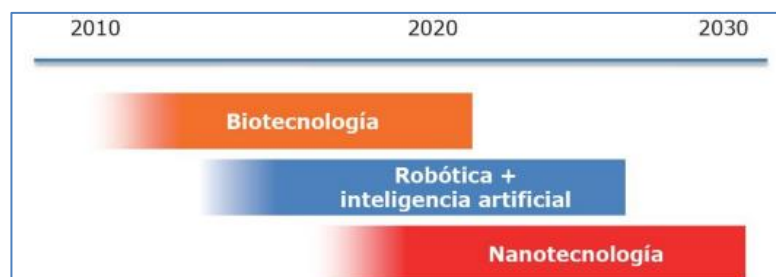 2010 2020 2030
Biotecnología
Robótica +
inteligencia artificial
Nanotecnología